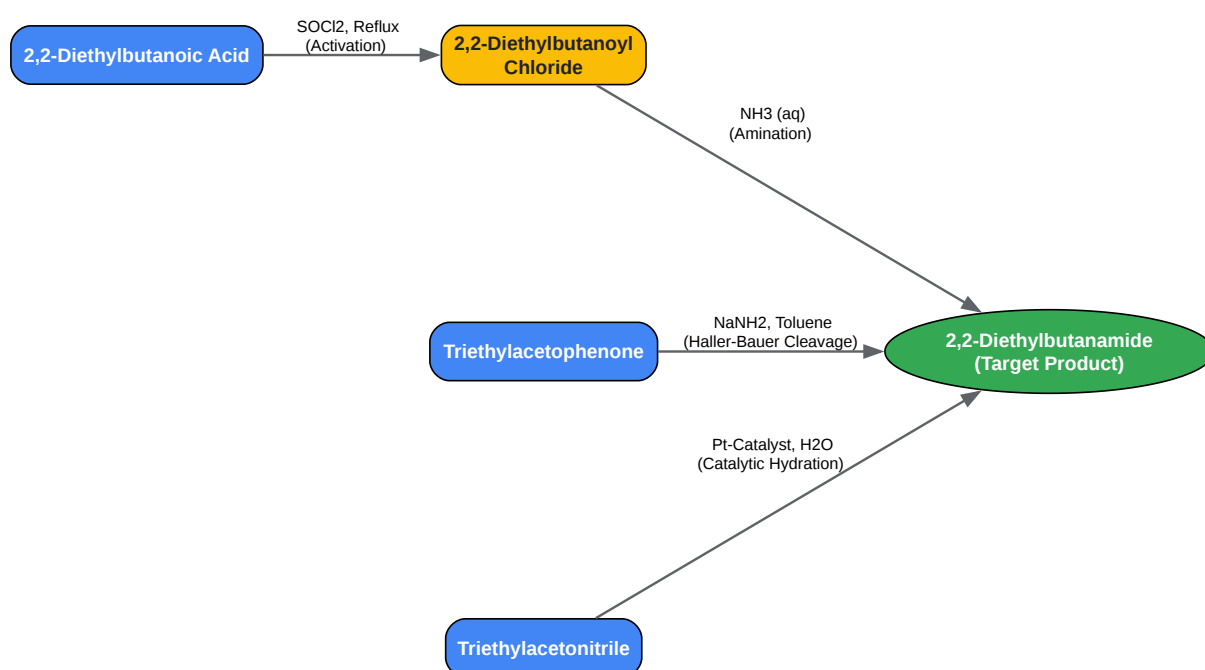 2,2-Diethylbutanoic Acid
SOCl2, Reflux
(Activation)
2,2-Diethylbutanoyl
Chloride
NH3 (aq)
(Amination)
Triethylacetophenone
NaNH2, Toluene
(Haller-Bauer Cleavage)
2,2-Diethylbutanamide
(Target Product)
Pt-Catalyst, H2O
(Catalytic Hydration)
Triethylacetonitrile